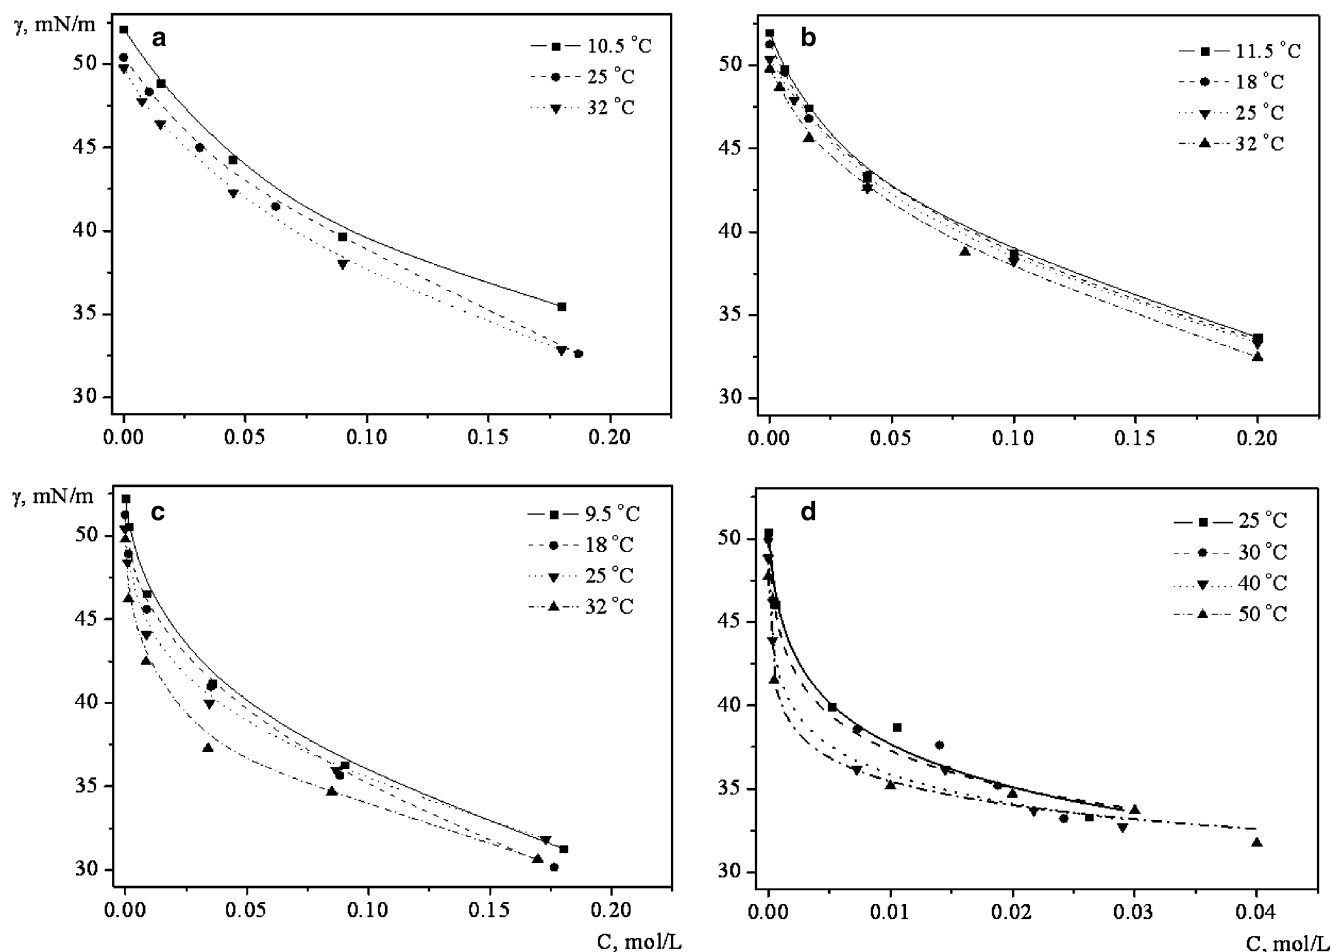 γ, mN/m
a
10.5 °C
25 °C
32 °C
50
45
40
35
30
0.00 0.05 0.10 0.15 0.20
b
11.5 °C
18 °C
25 °C
32 °C
50
45
40
35
30
0.00 0.05 0.10 0.15 0.20
γ, mN/m
c
9.5 °C
18 °C
25 °C
32 °C
50
45
40
35
30
0.00 0.05 0.10 0.15 0.20
C, mol/L
d
25 °C
30 °C
40 °C
50 °C
50
45
40
35
30
0.00 0.01 0.02 0.03 0.04
C, mol/L